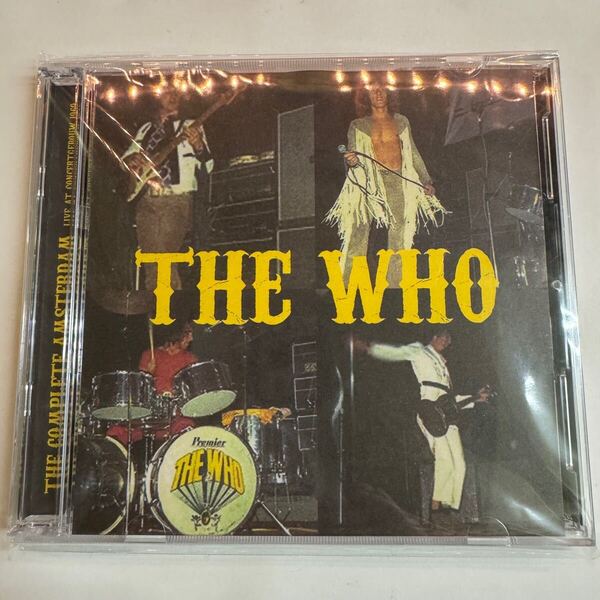 THE COMPLETE AMSTERDAM LIVE AT CONCERTGEBOUW 1969
THE WHO
Premier
THE WHO